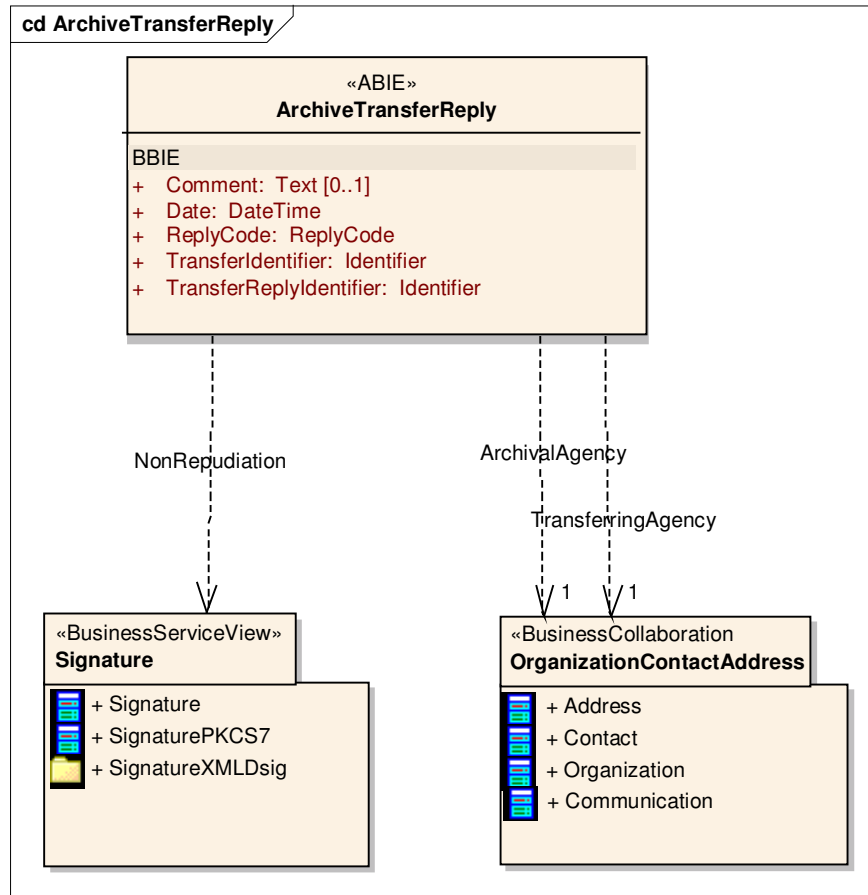 cd ArchiveTransferReply
«ABIE»
ArchiveTransferReply
BBIE
+ Comment: Text [0..1]
+ Date: DateTime
+ ReplyCode: ReplyCode
+ TransferIdentifier: Identifier
+ TransferReplyIdentifier: Identifier
NonRepudiation
ArchivalAgency
TransferringAgency
1
1
«BusinessServiceView»
Signature
+ Signature
+ SignaturePKCS7
+ SignatureXMLDsig
«BusinessCollaboration
OrganizationContactAddress
+ Address
+ Contact
+ Organization
+ Communication